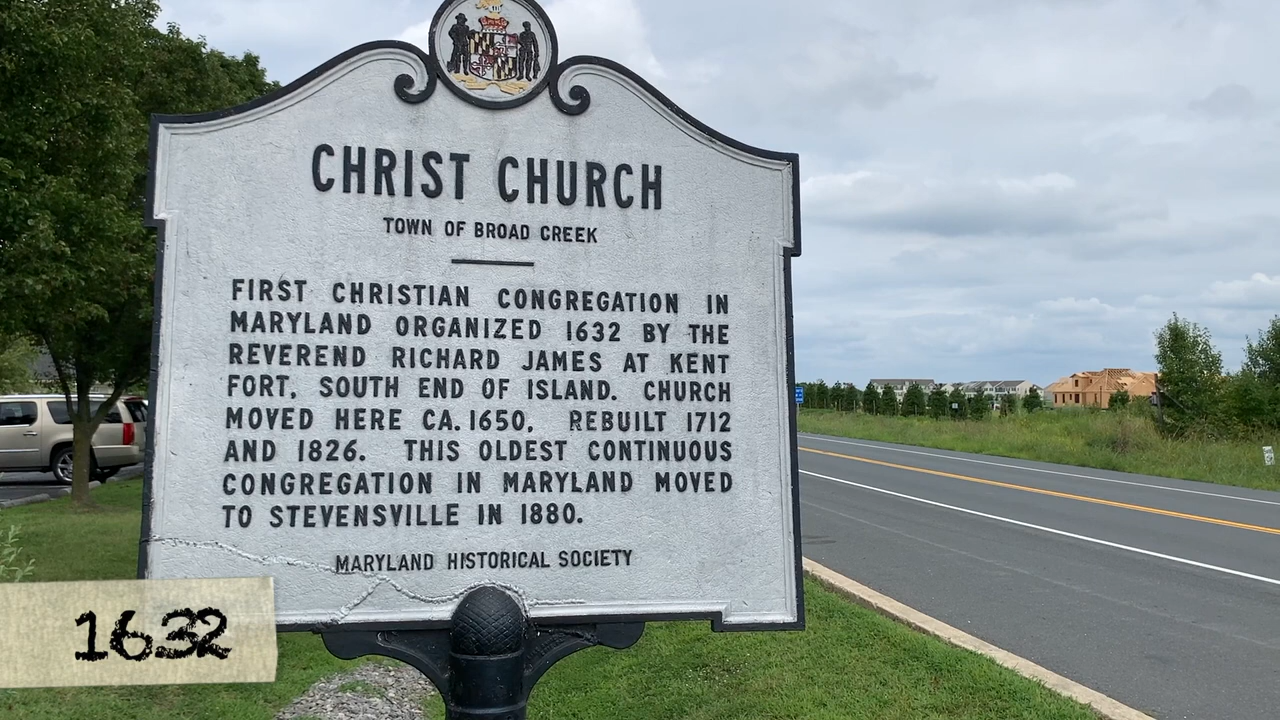 CHRIST CHURCH
TOWN OF BROAD CREEK
FIRST CHRISTIAN CONGREGATION IN
MARYLAND ORGANIZED 1632 BY THE
REVEREND RICHARD JAMES AT KENT
FORT, SOUTH END OF ISLAND. CHURCH
MOVED HERE CA. 1650. REBUILT 1712
AND 1826. THIS OLDEST CONTINUOUS
CONGREGATION IN MARYLAND MOVED
TO STEVENSVILLE IN 1880.
MARYLAND HISTORICAL SOCIETY
1632